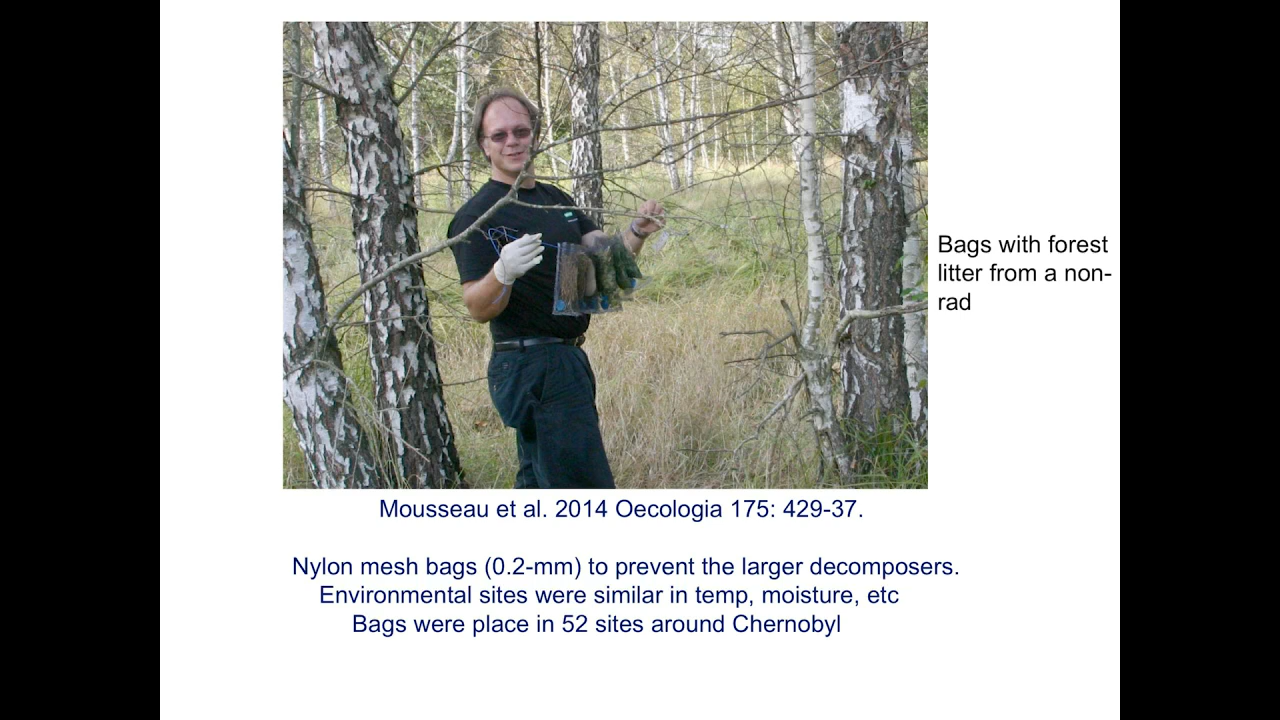 Bags with forest
litter from a non-
rad
Mousseau et al. 2014 Oecologia 175: 429-37.
Nylon mesh bags (0.2-mm) to prevent the larger decomposers.
Environmental sites were similar in temp, moisture, etc
Bags were place in 52 sites around Chernobyl